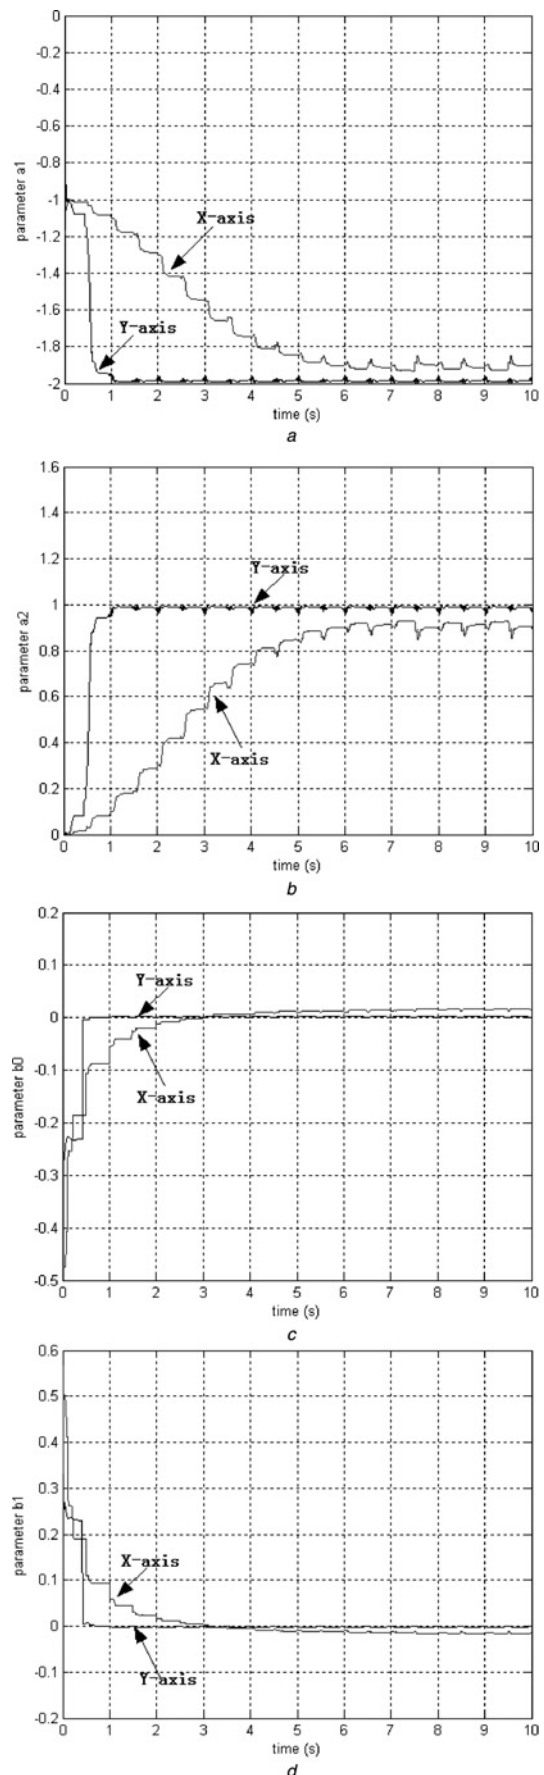 0
-0.2
-0.4
-0.6
-0.8
-1
-1.2
-1.4
-1.6
-1.8
-2
parameter a1
X-axis
Y-axis
0 1 2 3 4 5 6 7 8 9 10
time (s)
a
1.6
1.4
1.2
1
0.8
0.6
0.4
0.2
0
parameter a2
Y-axis
X-axis
0 1 2 3 4 5 6 7 8 9 10
time (s)
b
0.2
0.1
0
-0.1
-0.2
-0.3
-0.4
-0.5
parameter b0
Y-axis
X-axis
0 1 2 3 4 5 6 7 8 9 10
time (s)
c
0.6
0.5
0.4
0.3
0.2
0.1
0
-0.1
-0.2
parameter b1
X-axis
Y-axis
0 1 2 3 4 5 6 7 8 9 10
time (s)
d